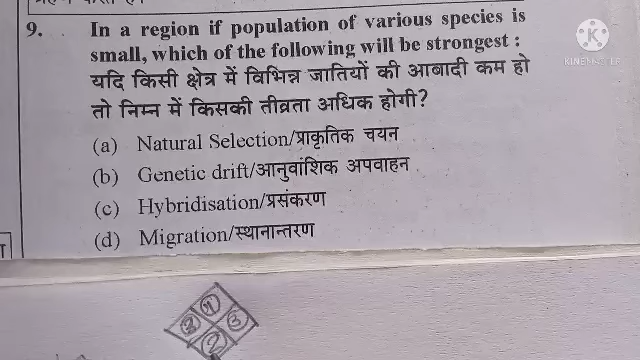 9. In a region if population of various species is
small, which of the following will be strongest :
यदि किसी क्षेत्र में विभिन्न जातियों की आबादी कम हो
तो निम्न में किसकी तीव्रता अधिक होगी?
(a) Natural Selection/प्राकृतिक चयन
(b) Genetic drift/आनुवांशिक अपवाहन
(c) Hybridisation/प्रसंकरण
(d) Migration/स्थानान्तरण
K
KINEMASTER